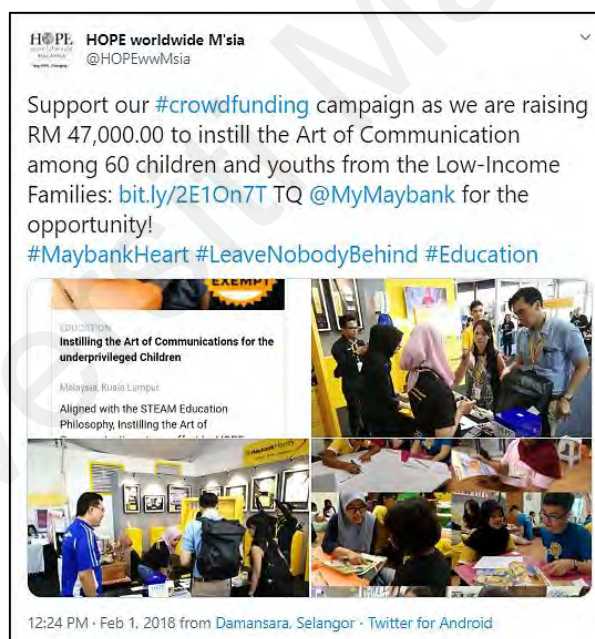 HOPE worldwide M'sia
@HOPEwwMsia
HOPE
worldwide
MALAYSIA
Support our #crowdfunding campaign as we are raising
RM 47,000.00 to instill the Art of Communication
among 60 children and youths from the Low-Income
Families: bit.ly/2E1On7T TQ @MyMaybank for the
opportunity!
#MaybankHeart #LeaveNobodyBehind #Education
EXEMPT
EDUCATION
Instilling the Art of Communications for the
underprivileged Children
Malaysia, Kuala Lumpur
Aligned with the STEAM Education
Philosophy, Instilling the Art of
12:24 PM · Feb 1, 2018 from Damansara, Selangor · Twitter for Android